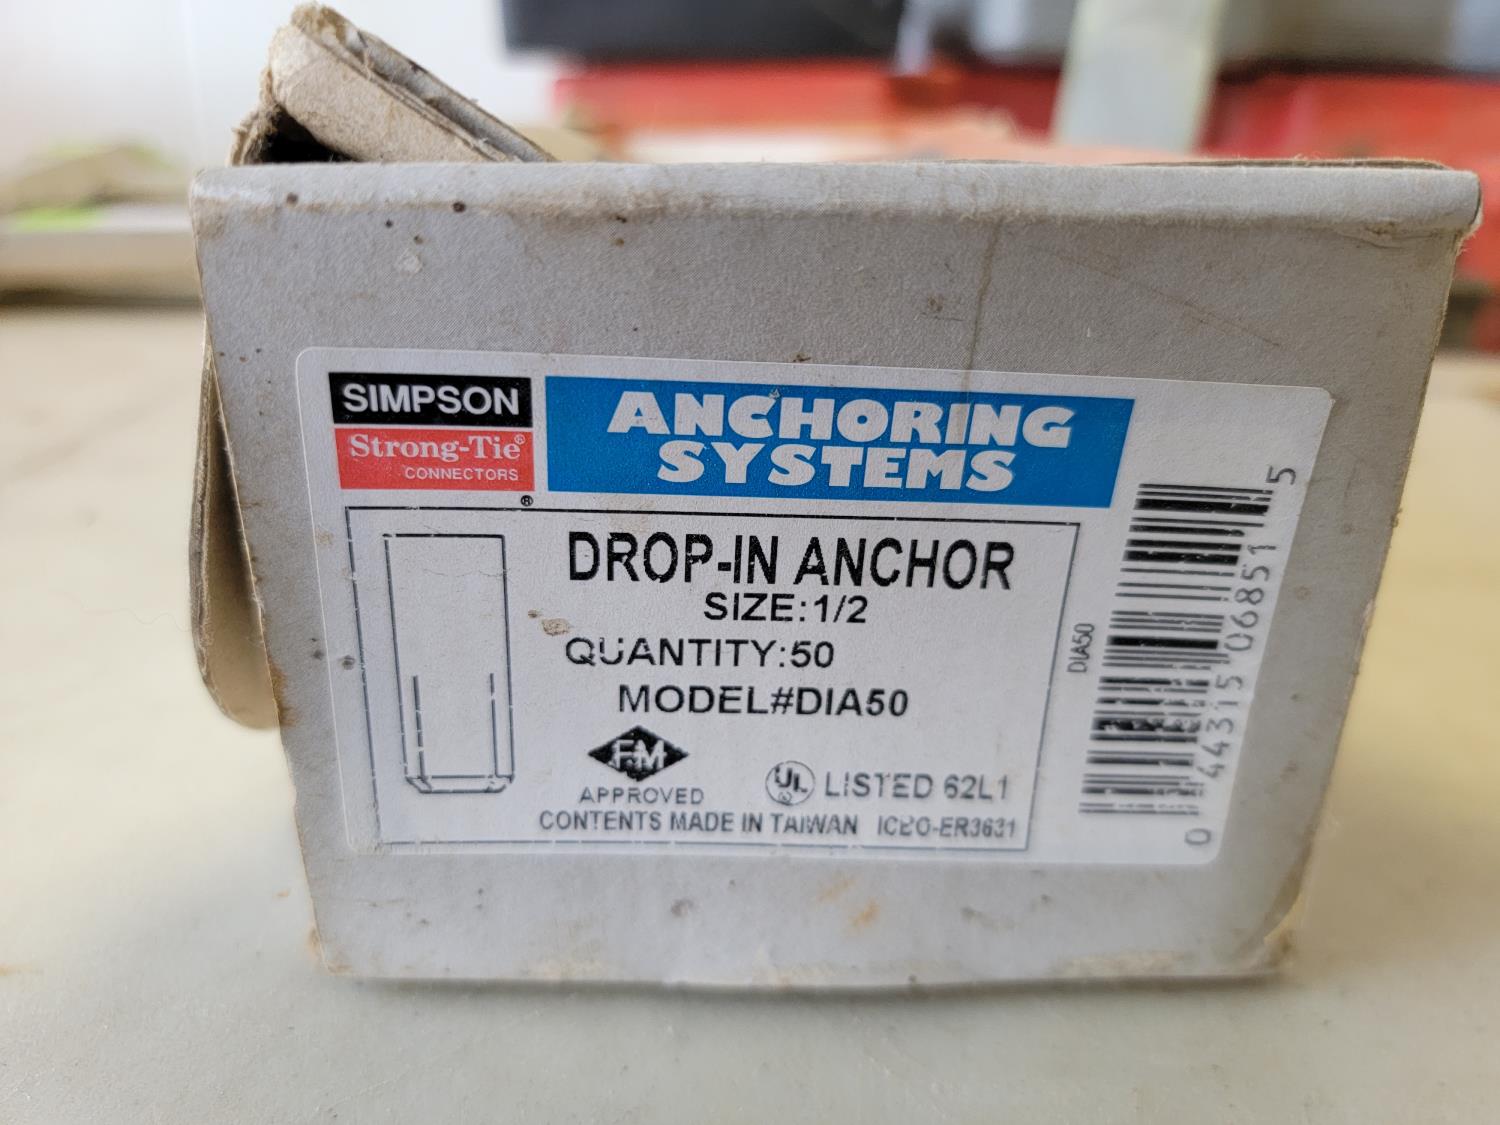 SIMPSON
Strong-Tie®
CONNECTORS
®
ANCHORING
SYSTEMS
DROP-IN ANCHOR
SIZE:1/2
QUANTITY:50
MODEL#DIA50
FM
APPROVED
UL LISTED 62L1
CONTENTS MADE IN TAIWAN ICBO-ER3631
DIA50
0 44315 06851 5